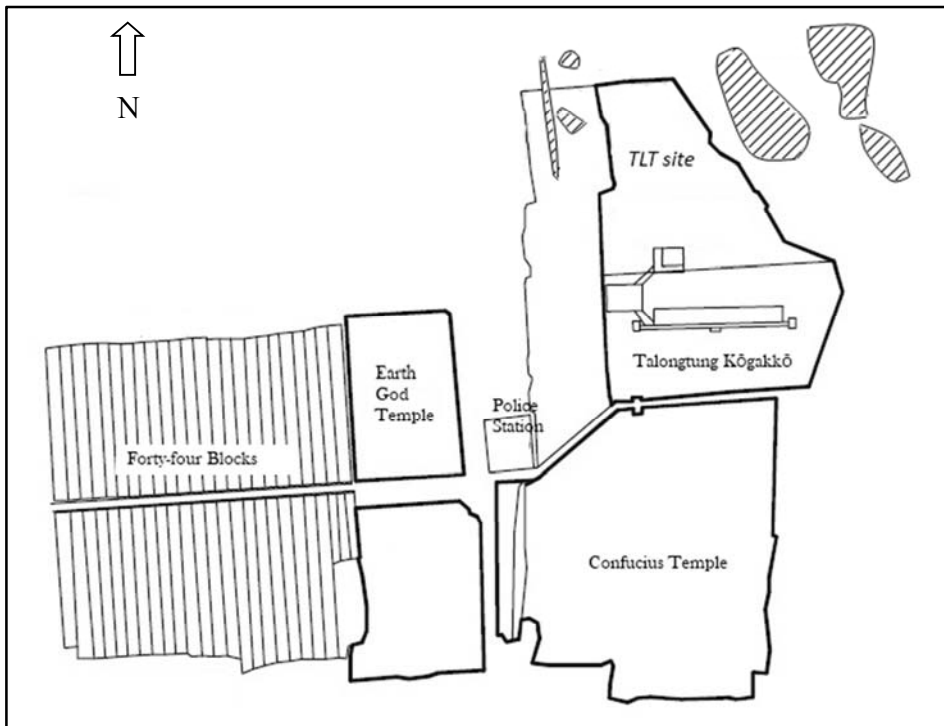 N
TLT site
Talongtung Kōgakkō
Earth
God
Temple
Police
Station
Forty-four Blocks
Confucius Temple